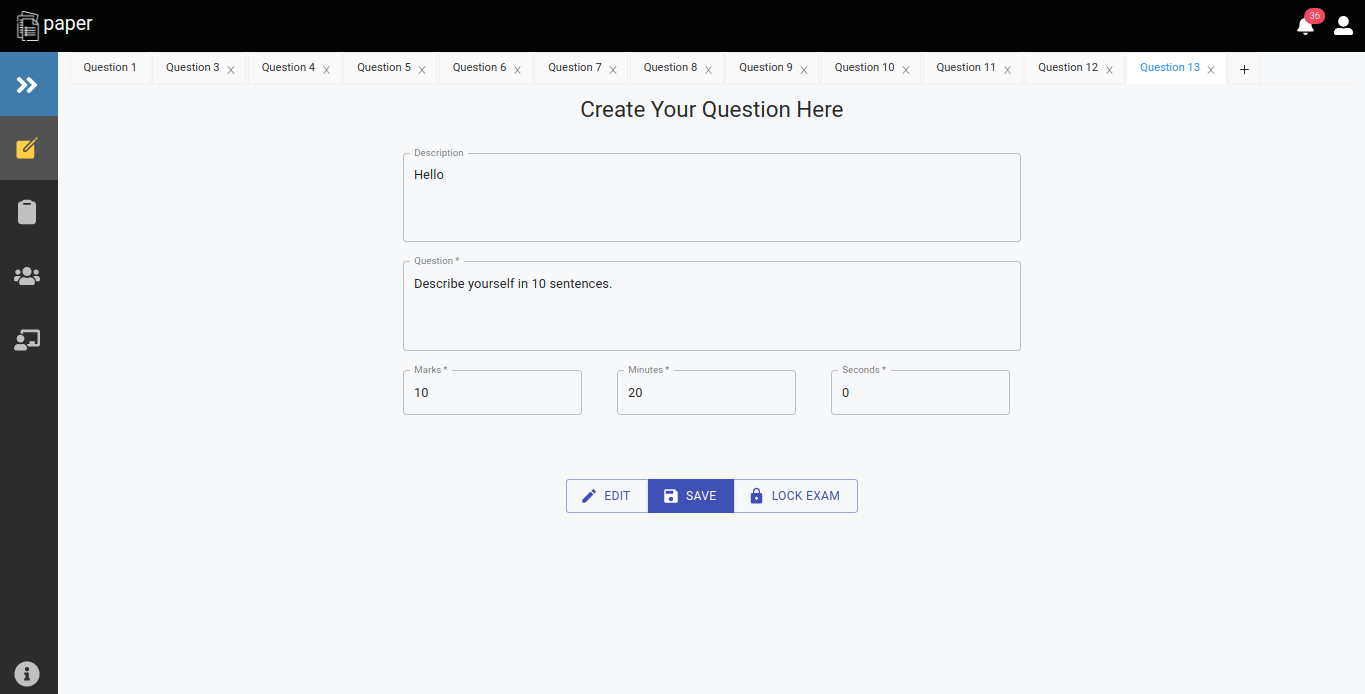 paper
36
Question 1 Question 3 x Question 4 x Question 5 x Question 6 x Question 7 x Question 8 x Question 9 x Question 10 x Question 11 x Question 12 x Question 13 x +
Create Your Question Here
Description
Hello
Question *
Describe yourself in 10 sentences.
Marks * Minutes * Seconds *
10 20 0
EDIT SAVE LOCK EXAM